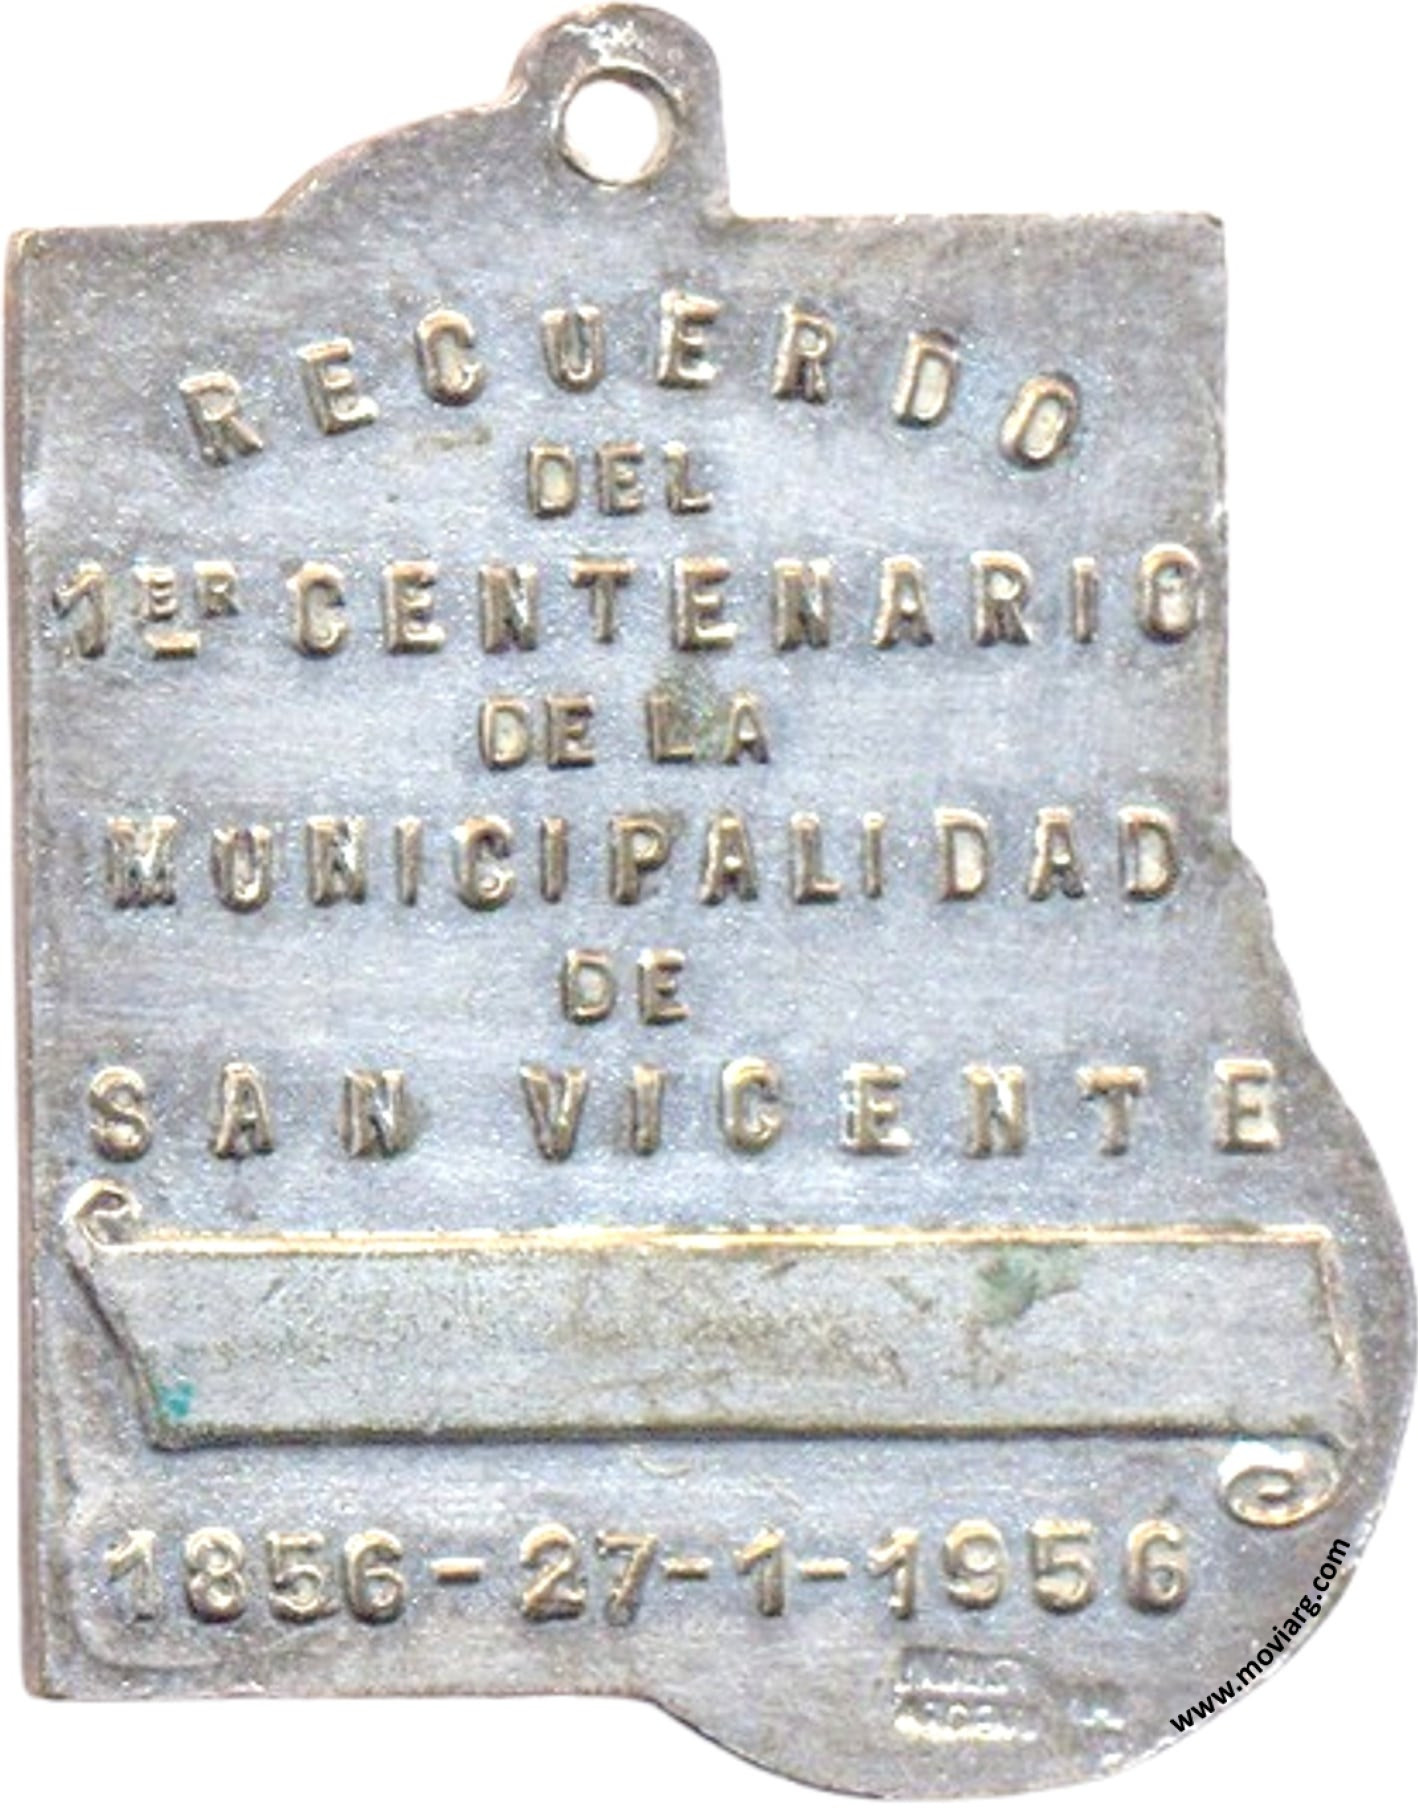 RECUERDO
DEL
1ER CENTENARIO
DE LA
MUNICIPALIDAD
DE
SAN VICENTE
1856-27-1-1956
www.moviarg.com